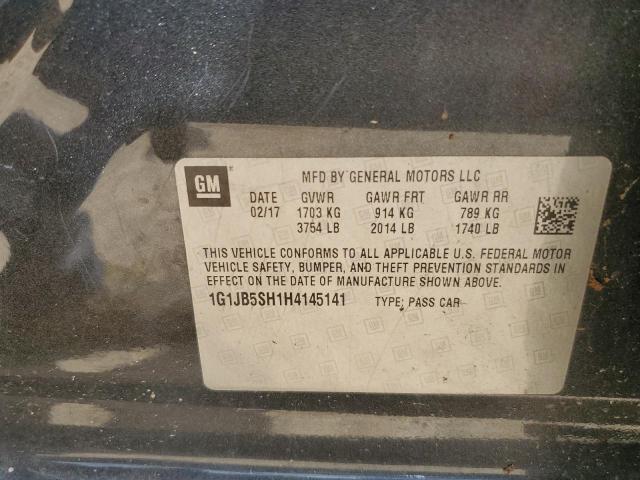 GM
MFD BY GENERAL MOTORS LLC
DATE GVWR GAWR FRT GAWR RR
02/17 1703 KG 914 KG 789 KG
3754 LB 2014 LB 1740 LB
THIS VEHICLE CONFORMS TO ALL APPLICABLE U.S. FEDERAL MOTOR
VEHICLE SAFETY, BUMPER, AND THEFT PREVENTION STANDARDS IN
EFFECT ON THE DATE OF MANUFACTURE SHOWN ABOVE.
1G1JB5SH1H4145141 TYPE: PASS CAR